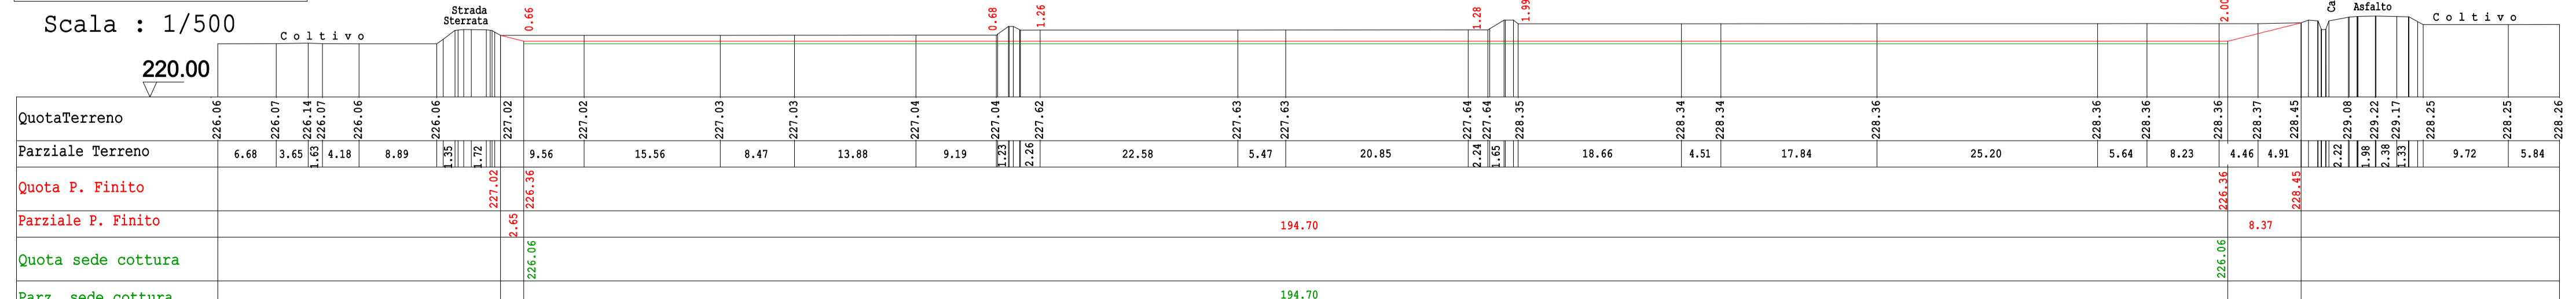 Strada
Sterrata
Scala : 1/500
Coltivo
0.66
0.68
1.26
1.28
1.99
Asfalto
Coltivo
220.00
QuotaTerreno 226.06 226.07 226.14 226.07 226.06 226.06 227.02 227.02 227.03 227.03 227.04 227.04 227.62 227.63 227.63 227.64 227.64 228.35 228.34 228.34 228.36 228.36 228.36 228.36 228.37 228.45 229.08 229.22 229.17 228.25 228.25 228.26
Parziale Terreno 6.68 3.65 1.63 4.18 8.89 1.35 1.72 9.56 15.56 8.47 13.88 9.19 1.23 2.26 22.58 5.47 20.85 2.24 1.65 18.66 4.51 17.84 25.20 5.64 8.23 4.46 4.91 2.22 1.98 2.38 1.33 9.72 5.84
Quota P. Finito 227.02 226.36 226.36 228.45
Parziale P. Finito 2.65 194.70 8.37
Quota sede cottura 226.06 226.06
Parz. sede cottura 194.70